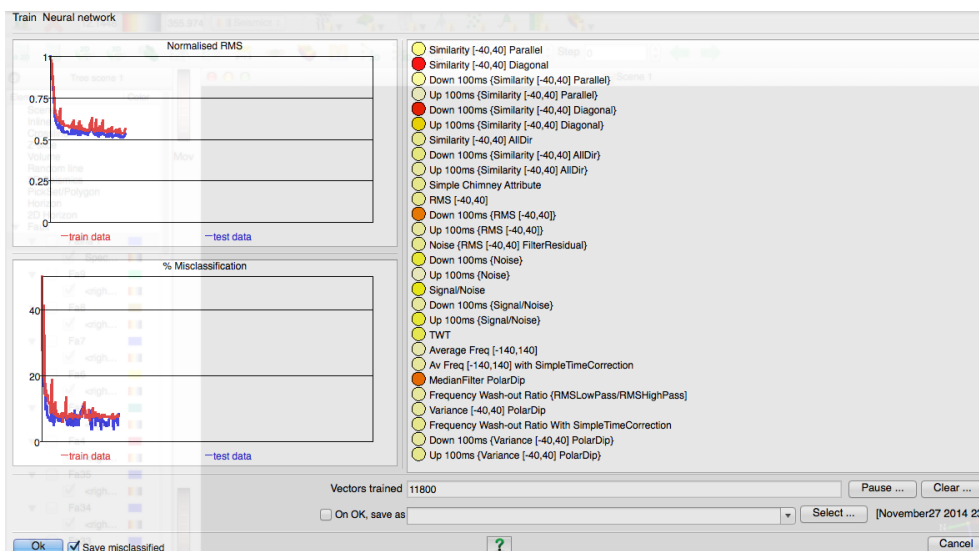 Train Neural network
Normalised RMS
1
0.75
0.5
0.25
0
train data
test data
% Misclassification
40
20
0
train data
test data
Similarity [-40,40] Parallel
Similarity [-40,40] Diagonal
Down 100ms {Similarity [-40,40] Parallel}
Up 100ms {Similarity [-40,40] Parallel}
Down 100ms {Similarity [-40,40] Diagonal}
Up 100ms {Similarity [-40,40] Diagonal}
Similarity [-40,40] AllDir
Down 100ms {Similarity [-40,40] AllDir}
Up 100ms {Similarity [-40,40] AllDir}
Simple Chimney Attribute
RMS [-40,40]
Down 100ms {RMS [-40,40]}
Up 100ms {RMS [-40,40]}
Noise {RMS [-40,40] FilterResidual}
Down 100ms {Noise}
Up 100ms {Noise}
Signal/Noise
Down 100ms {Signal/Noise}
Up 100ms {Signal/Noise}
TWT
Average Freq [-140,140]
Av Freq [-140,140] with SimpleTimeCorrection
MedianFilter PolarDip
Frequency Wash-out Ratio {RMSLowPass/RMSHighPass]
Variance [-40,40] PolarDip
Frequency Wash-out Ratio With SimpleTimeCorrection
Down 100ms {Variance [-40,40] PolarDip}
Up 100ms {Variance [-40,40] PolarDip}
Vectors trained 11800
Pause ... Clear ...
On OK, save as Select ... [November27 2014 23
Ok Save misclassified ? Cancel